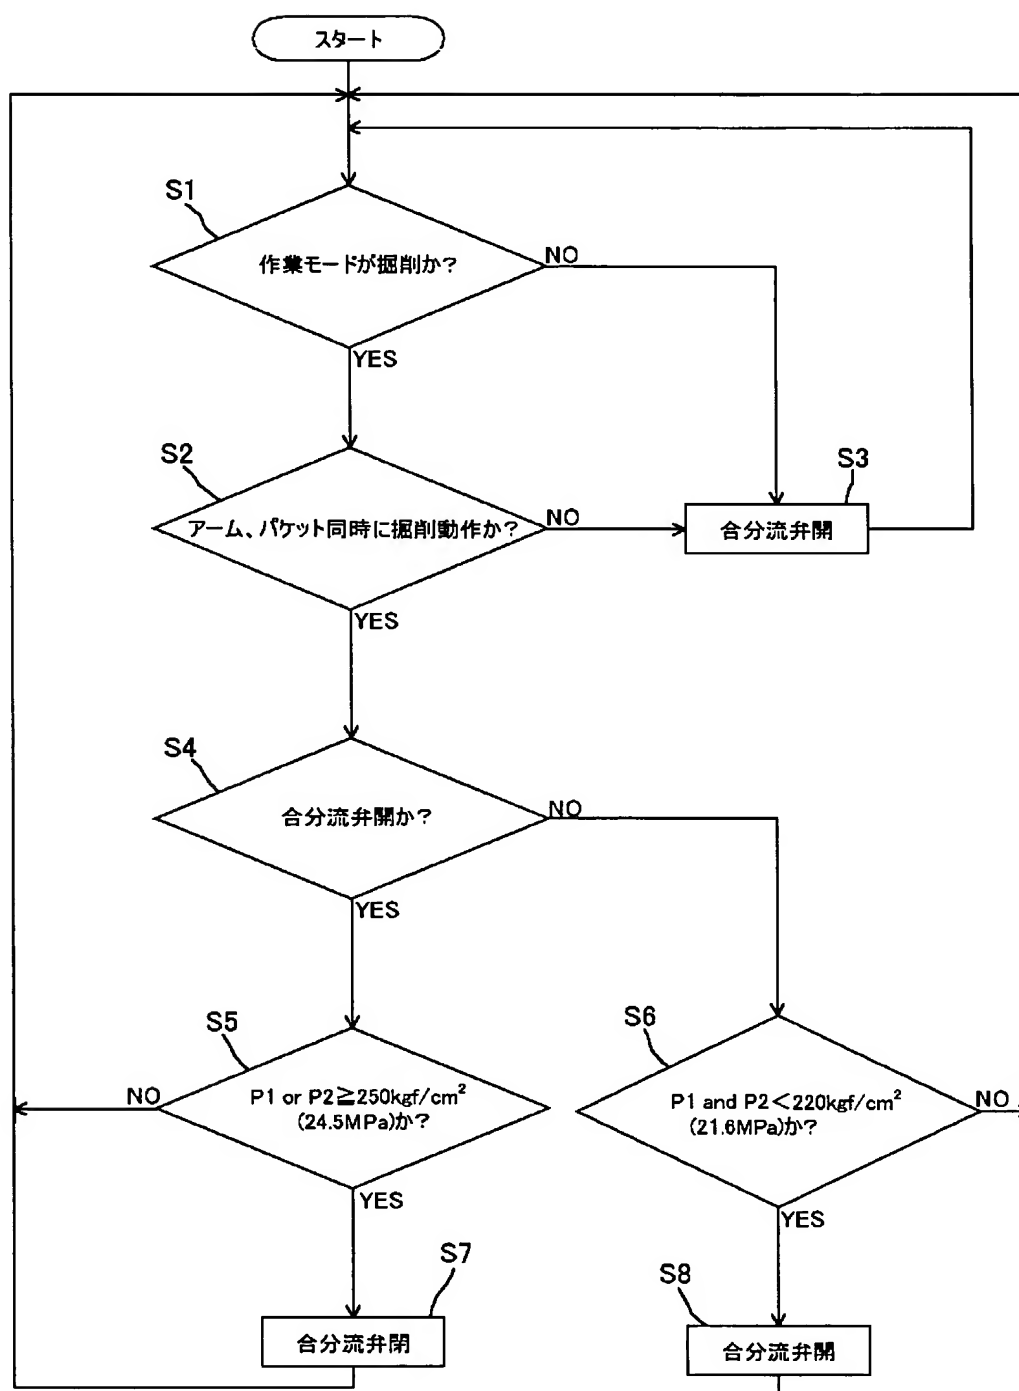 スタート
S1
作業モードが掘削か?
NO
YES
S2
アーム、バケット同時に掘削動作か?
NO
YES
S3
合分流弁開
S4
合分流弁開か?
NO
YES
S5
P1 or P2≧250kgf/cm²
(24.5MPa)か?
NO
YES
S6
P1 and P2<220kgf/cm²
(21.6MPa)か?
NO
YES
S7
合分流弁閉
S8
合分流弁開